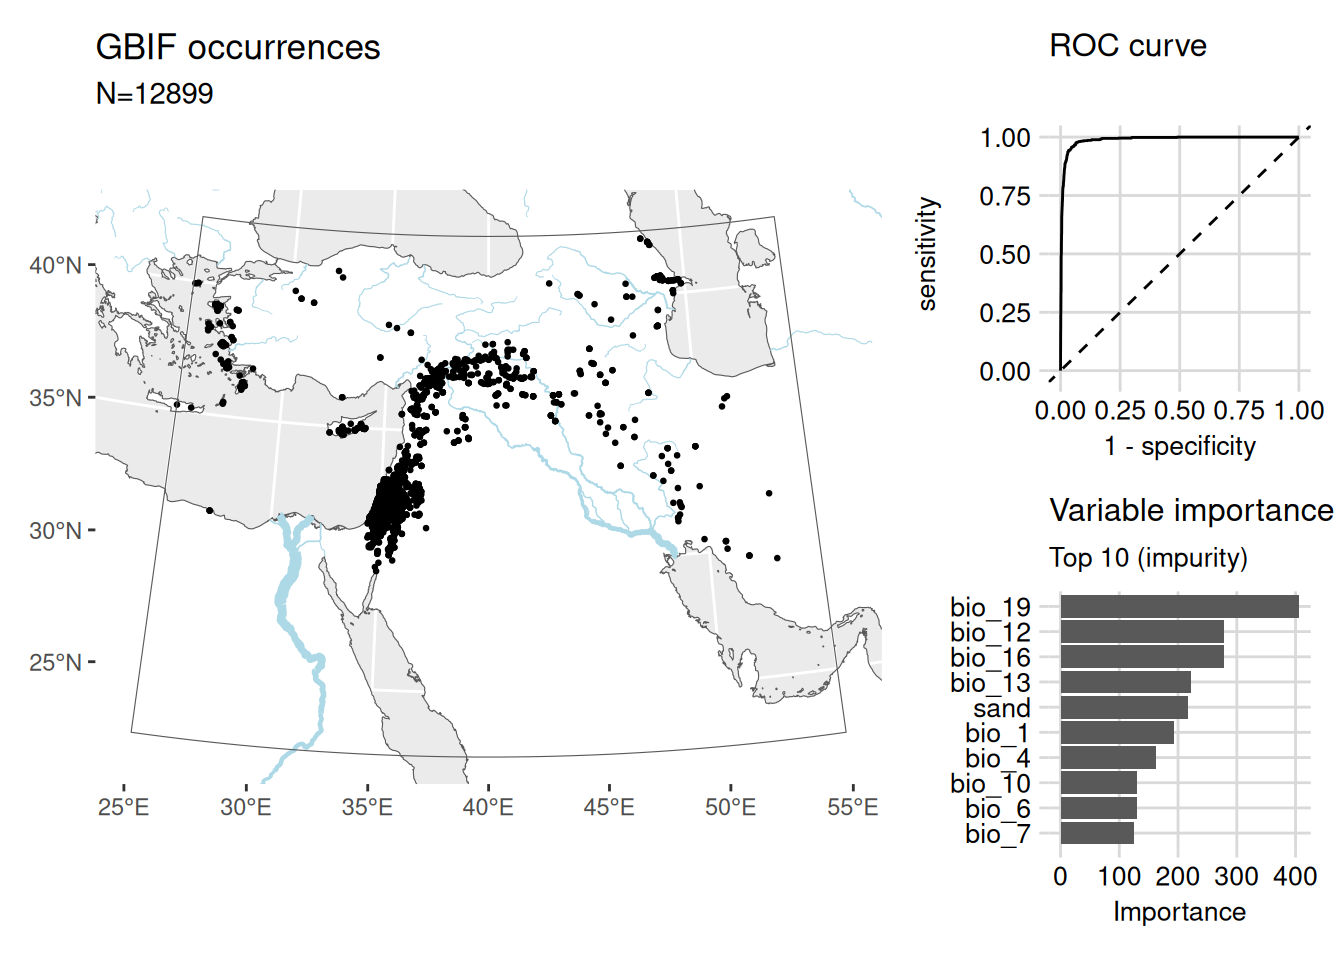 GBIF occurrences
N=12899
40°N
35°N
30°N
25°N
25°E 30°E 35°E 40°E 45°E 50°E 55°E
ROC curve
sensitivity
1.00
0.75
0.50
0.25
0.00
0.00 0.25 0.50 0.75 1.00
1 - specificity
Variable importance
Top 10 (impurity)
bio_19
bio_12
bio_16
bio_13
sand
bio_1
bio_4
bio_10
bio_6
bio_7
0 100 200 300 400
Importance